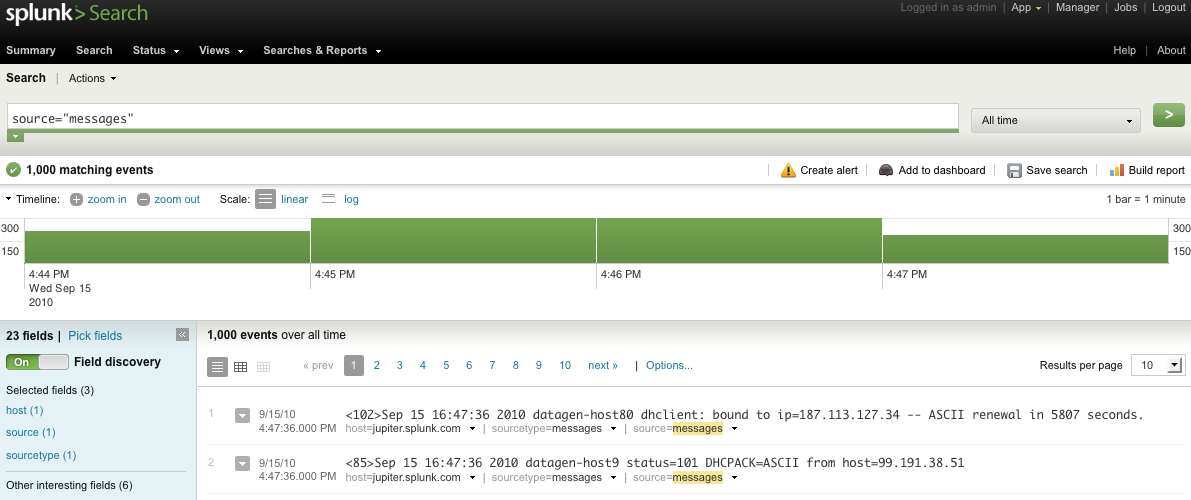 splunk> Search
Logged in as admin | App | Manager | Jobs | Logout
Summary Search Status Views Searches & Reports
Help | About
Search | Actions
source="messages"
All time
>
1,000 matching events
Create alert | Add to dashboard | Save search | Build report
Timeline: zoom in zoom out Scale: linear log
1 bar = 1 minute
300 300
150 150
4:44 PM 4:45 PM 4:46 PM 4:47 PM
Wed Sep 15
2010
23 fields | Pick fields «
1,000 events over all time
On Field discovery
« prev 1 2 3 4 5 6 7 8 9 10 next » | Options...
Results per page 10
Selected fields (3)
host (1)
source (1)
sourcetype (1)
Other interesting fields (6)
1 9/15/10 <102>Sep 15 16:47:36 2010 datagen-host80 dhclient: bound to ip=187.113.127.34 -- ASCII renewal in 5807 seconds.
4:47:36.000 PM host=jupiter.splunk.com | sourcetype=messages | source=messages
2 9/15/10 <85>Sep 15 16:47:36 2010 datagen-host9 status=101 DHCPACK=ASCII from host=99.191.38.51
4:47:36.000 PM host=jupiter.splunk.com | sourcetype=messages | source=messages